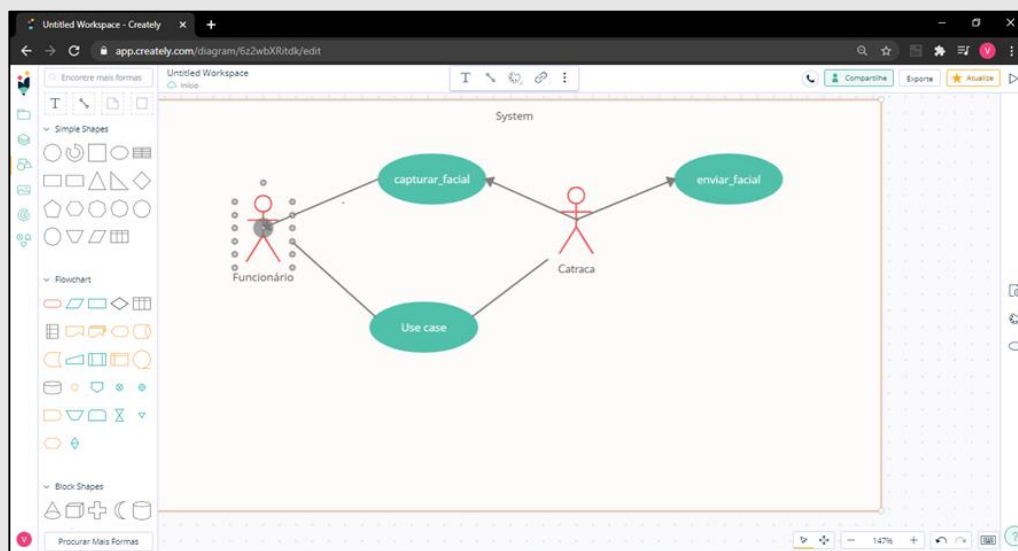 Untitled Workspace - Creately
app.creately.com/diagram/6z2wbXRitdk/edit
V
Encontre mais formas
Untitled Workspace
Início
T
Compartilhe
Exporte
Atualize
T
Simple Shapes
System
capturar_facial
enviar_facial
Funcionário
Catraca
Flowchart
Use case
Block Shapes
V
Procurar Mais Formas
147%
?